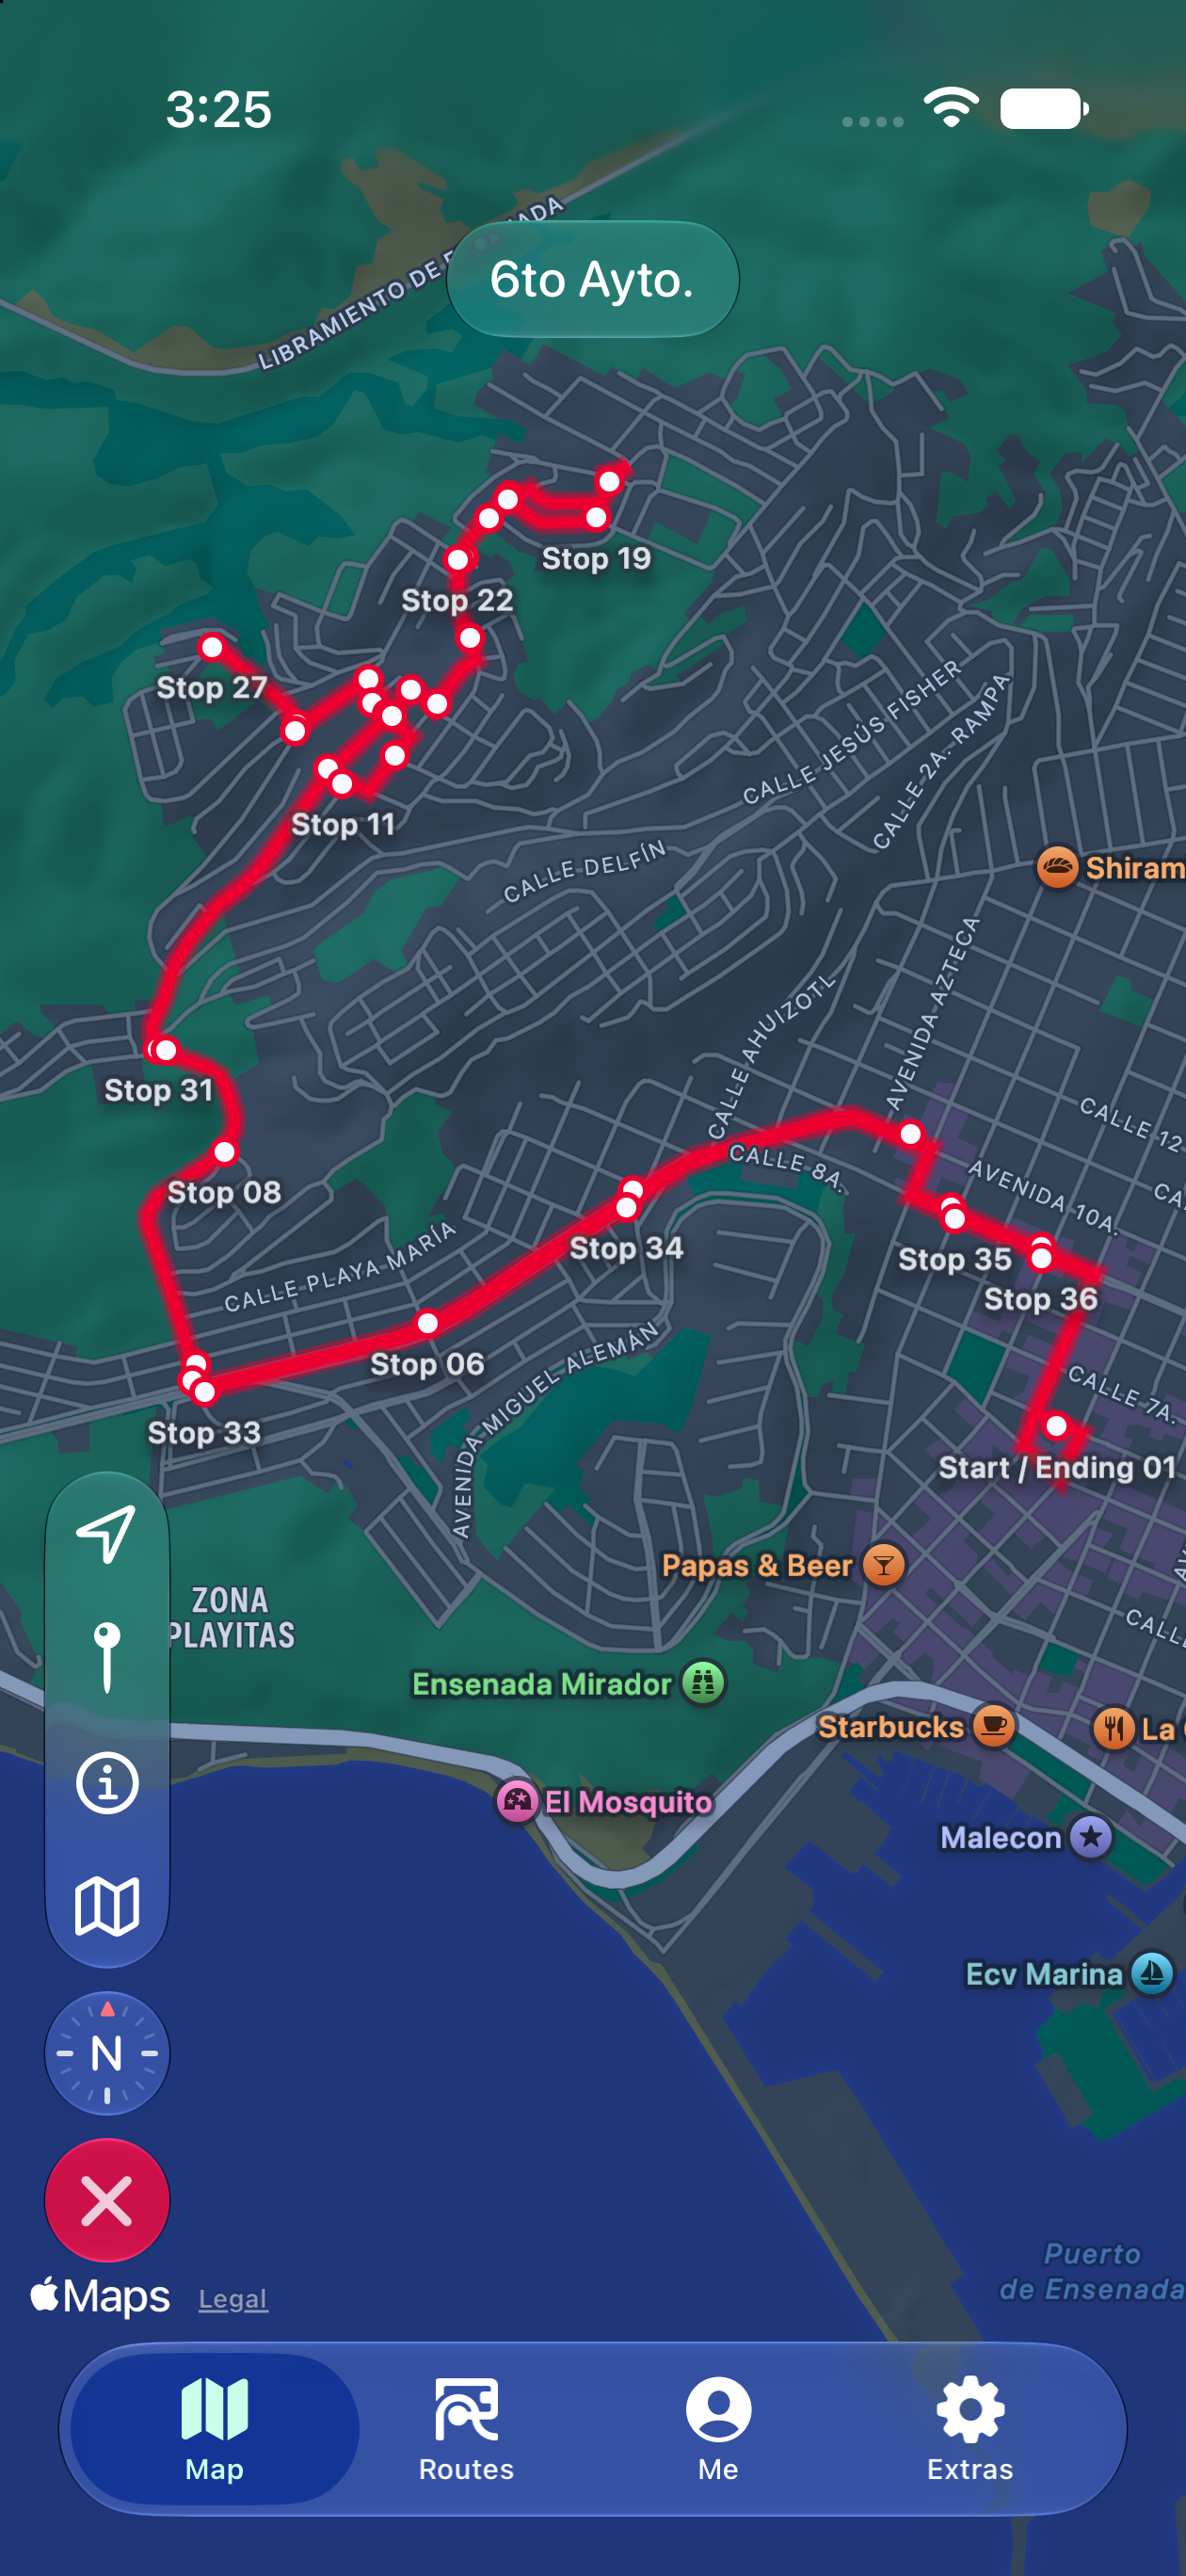 3:25
LIBRAMIENTO DE
6to Ayto.
Stop 19
Stop 22
Stop 27
CALLE JESÚS FISHER
CALLE 2A. RAMPA
Stop 11
CALLE DELFÍN
Shiram
AVENIDA AZTECA
CALLE AHUIZOTL
Stop 31
CALLE 12
CALLE 8A.
AVENIDA 10A.
Stop 08
Stop 34
Stop 35
Stop 36
CALLE PLAYA MARÍA
Stop 06
AVENIDA MIGUEL ALEMÁN
CALLE 7A.
Stop 33
Start / Ending 01
Papas & Beer
ZONA
PLAYITAS
CALLE
Ensenada Mirador
Starbucks
La
El Mosquito
Malecon
Ecv Marina
N
Puerto
de Ensenada
Maps
Legal
Map
Routes
Me
Extras